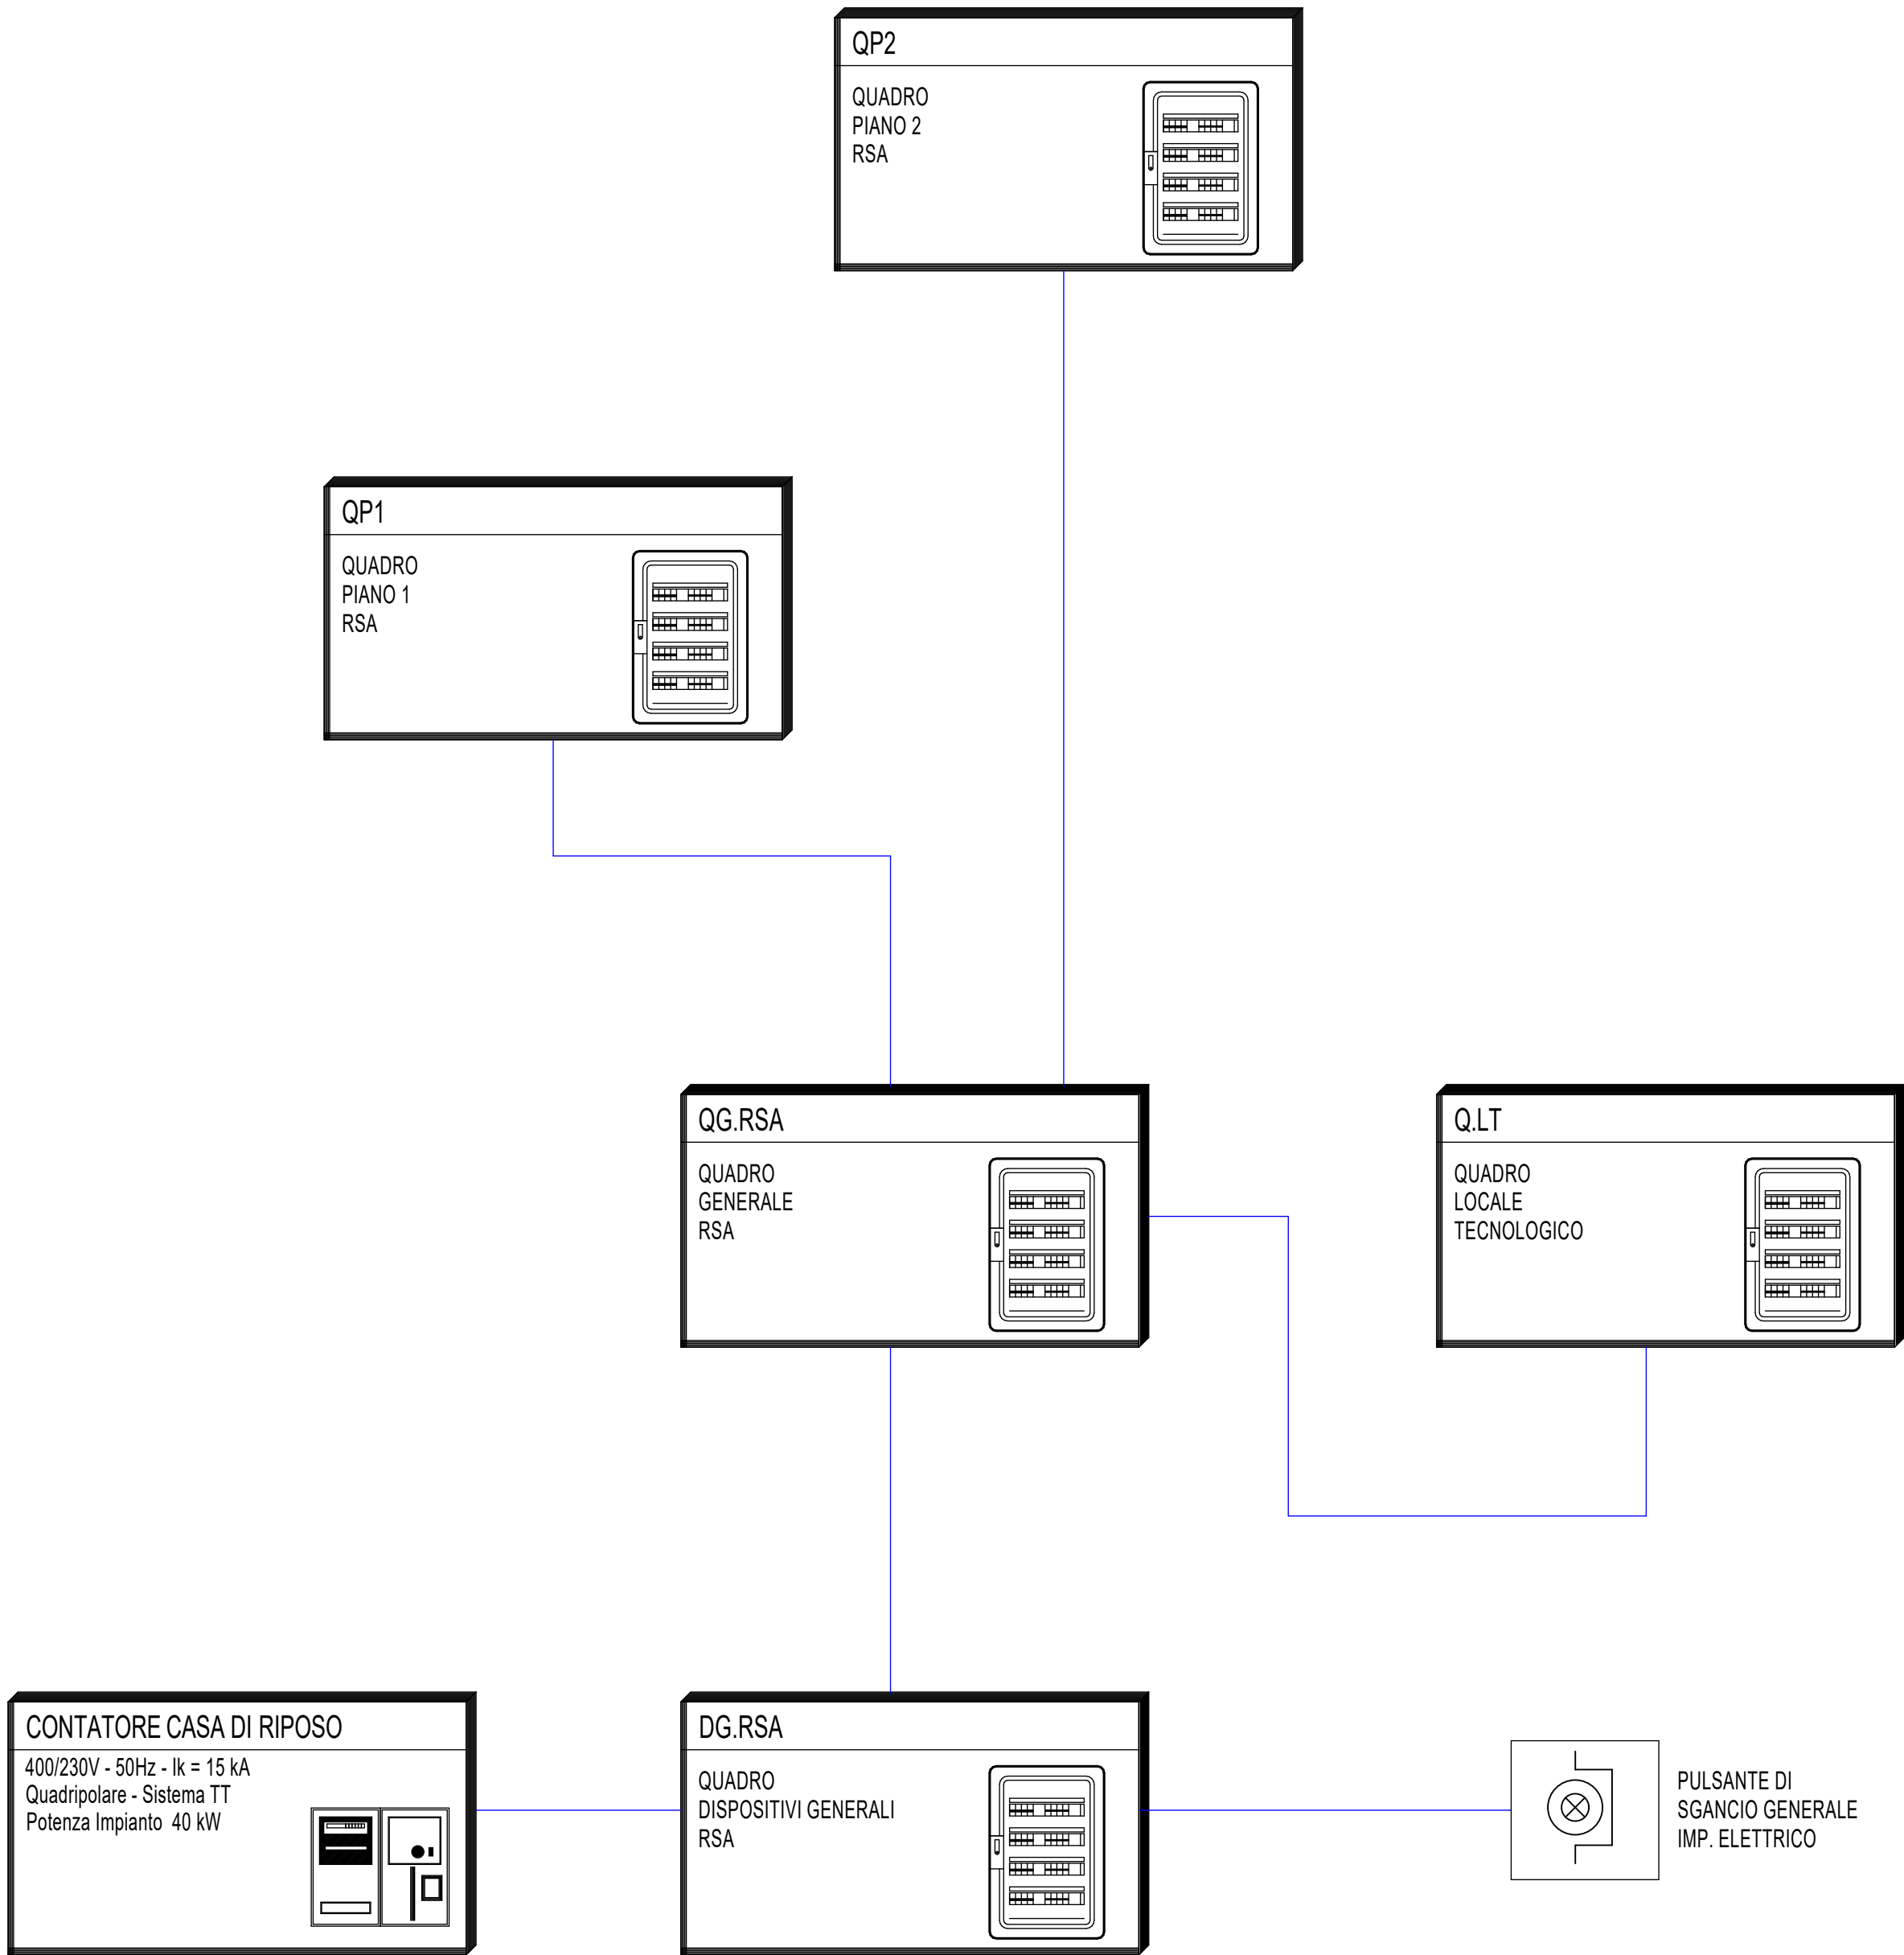 QP2
QUADRO
PIANO 2
RSA
QP1
QUADRO
PIANO 1
RSA
QG.RSA
QUADRO
GENERALE
RSA
Q.LT
QUADRO
LOCALE
TECNOLOGICO
CONTATORE CASA DI RIPOSO
400/230V - 50Hz - Ik = 15 kA
Quadripolare - Sistema TT
Potenza Impianto 40 kW
DG.RSA
QUADRO
DISPOSITIVI GENERALI
RSA
PULSANTE DI
SGANCIO GENERALE
IMP. ELETTRICO